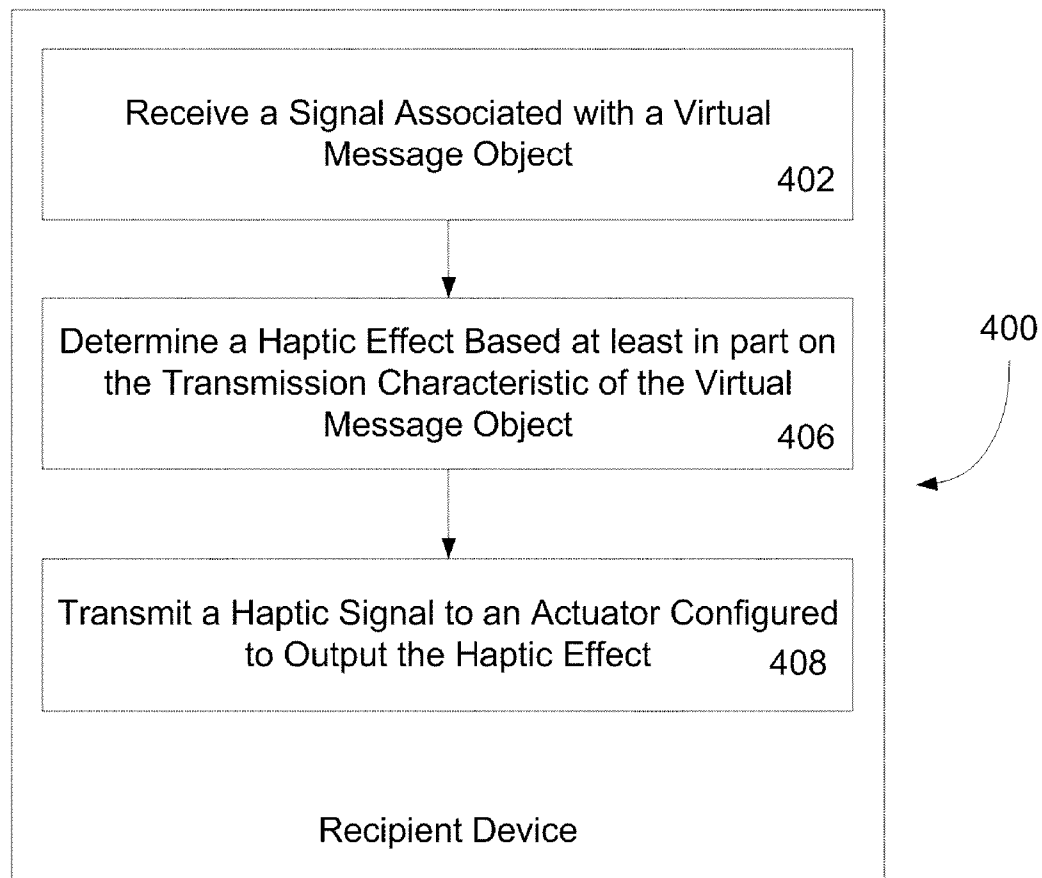 Receive a Signal Associated with a Virtual
Message Object
402
Determine a Haptic Effect Based at least in part on
the Transmission Characteristic of the Virtual
Message Object
406
400
Transmit a Haptic Signal to an Actuator Configured
to Output the Haptic Effect
408
Recipient Device